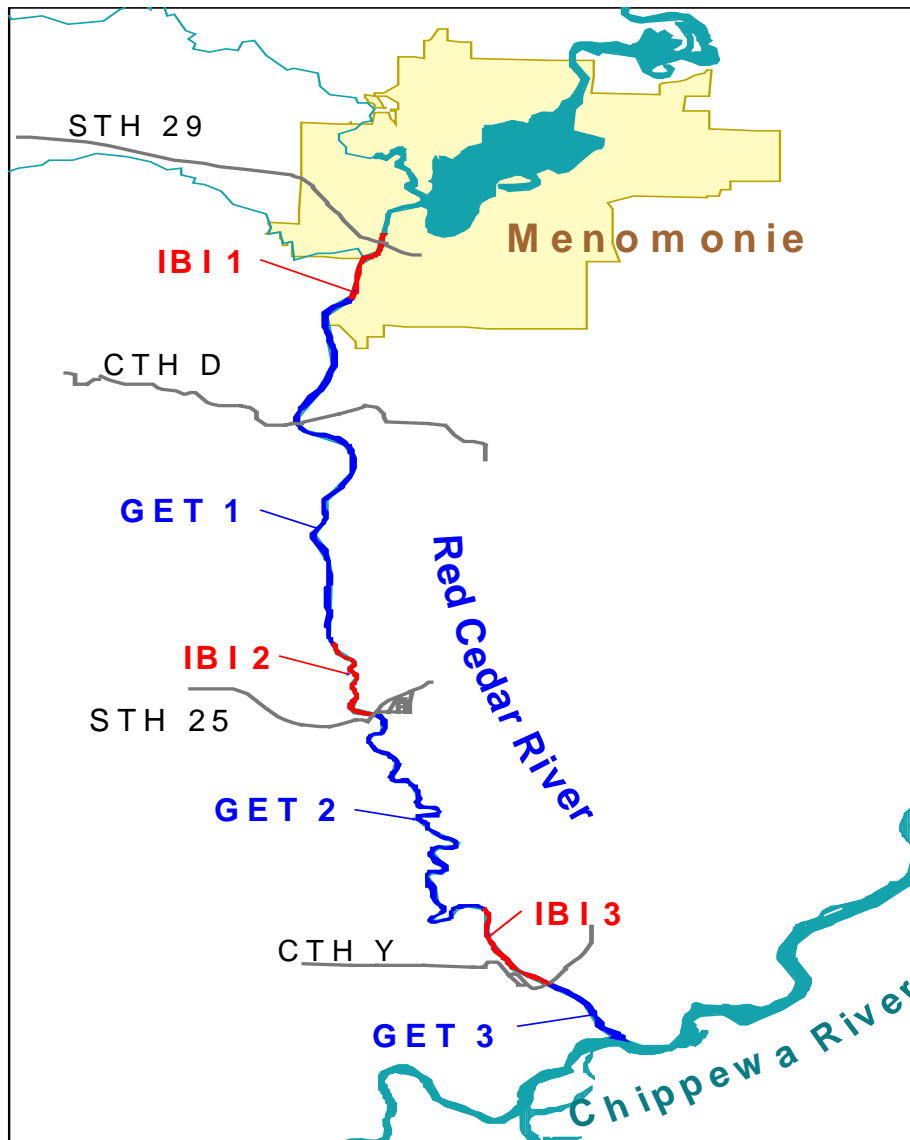 STH 29
Menomonie
IBI 1
CTH D
GET 1
Red Cedar River
IBI 2
STH 25
GET 2
IBI 3
CTH Y
GET 3
Chippewa River